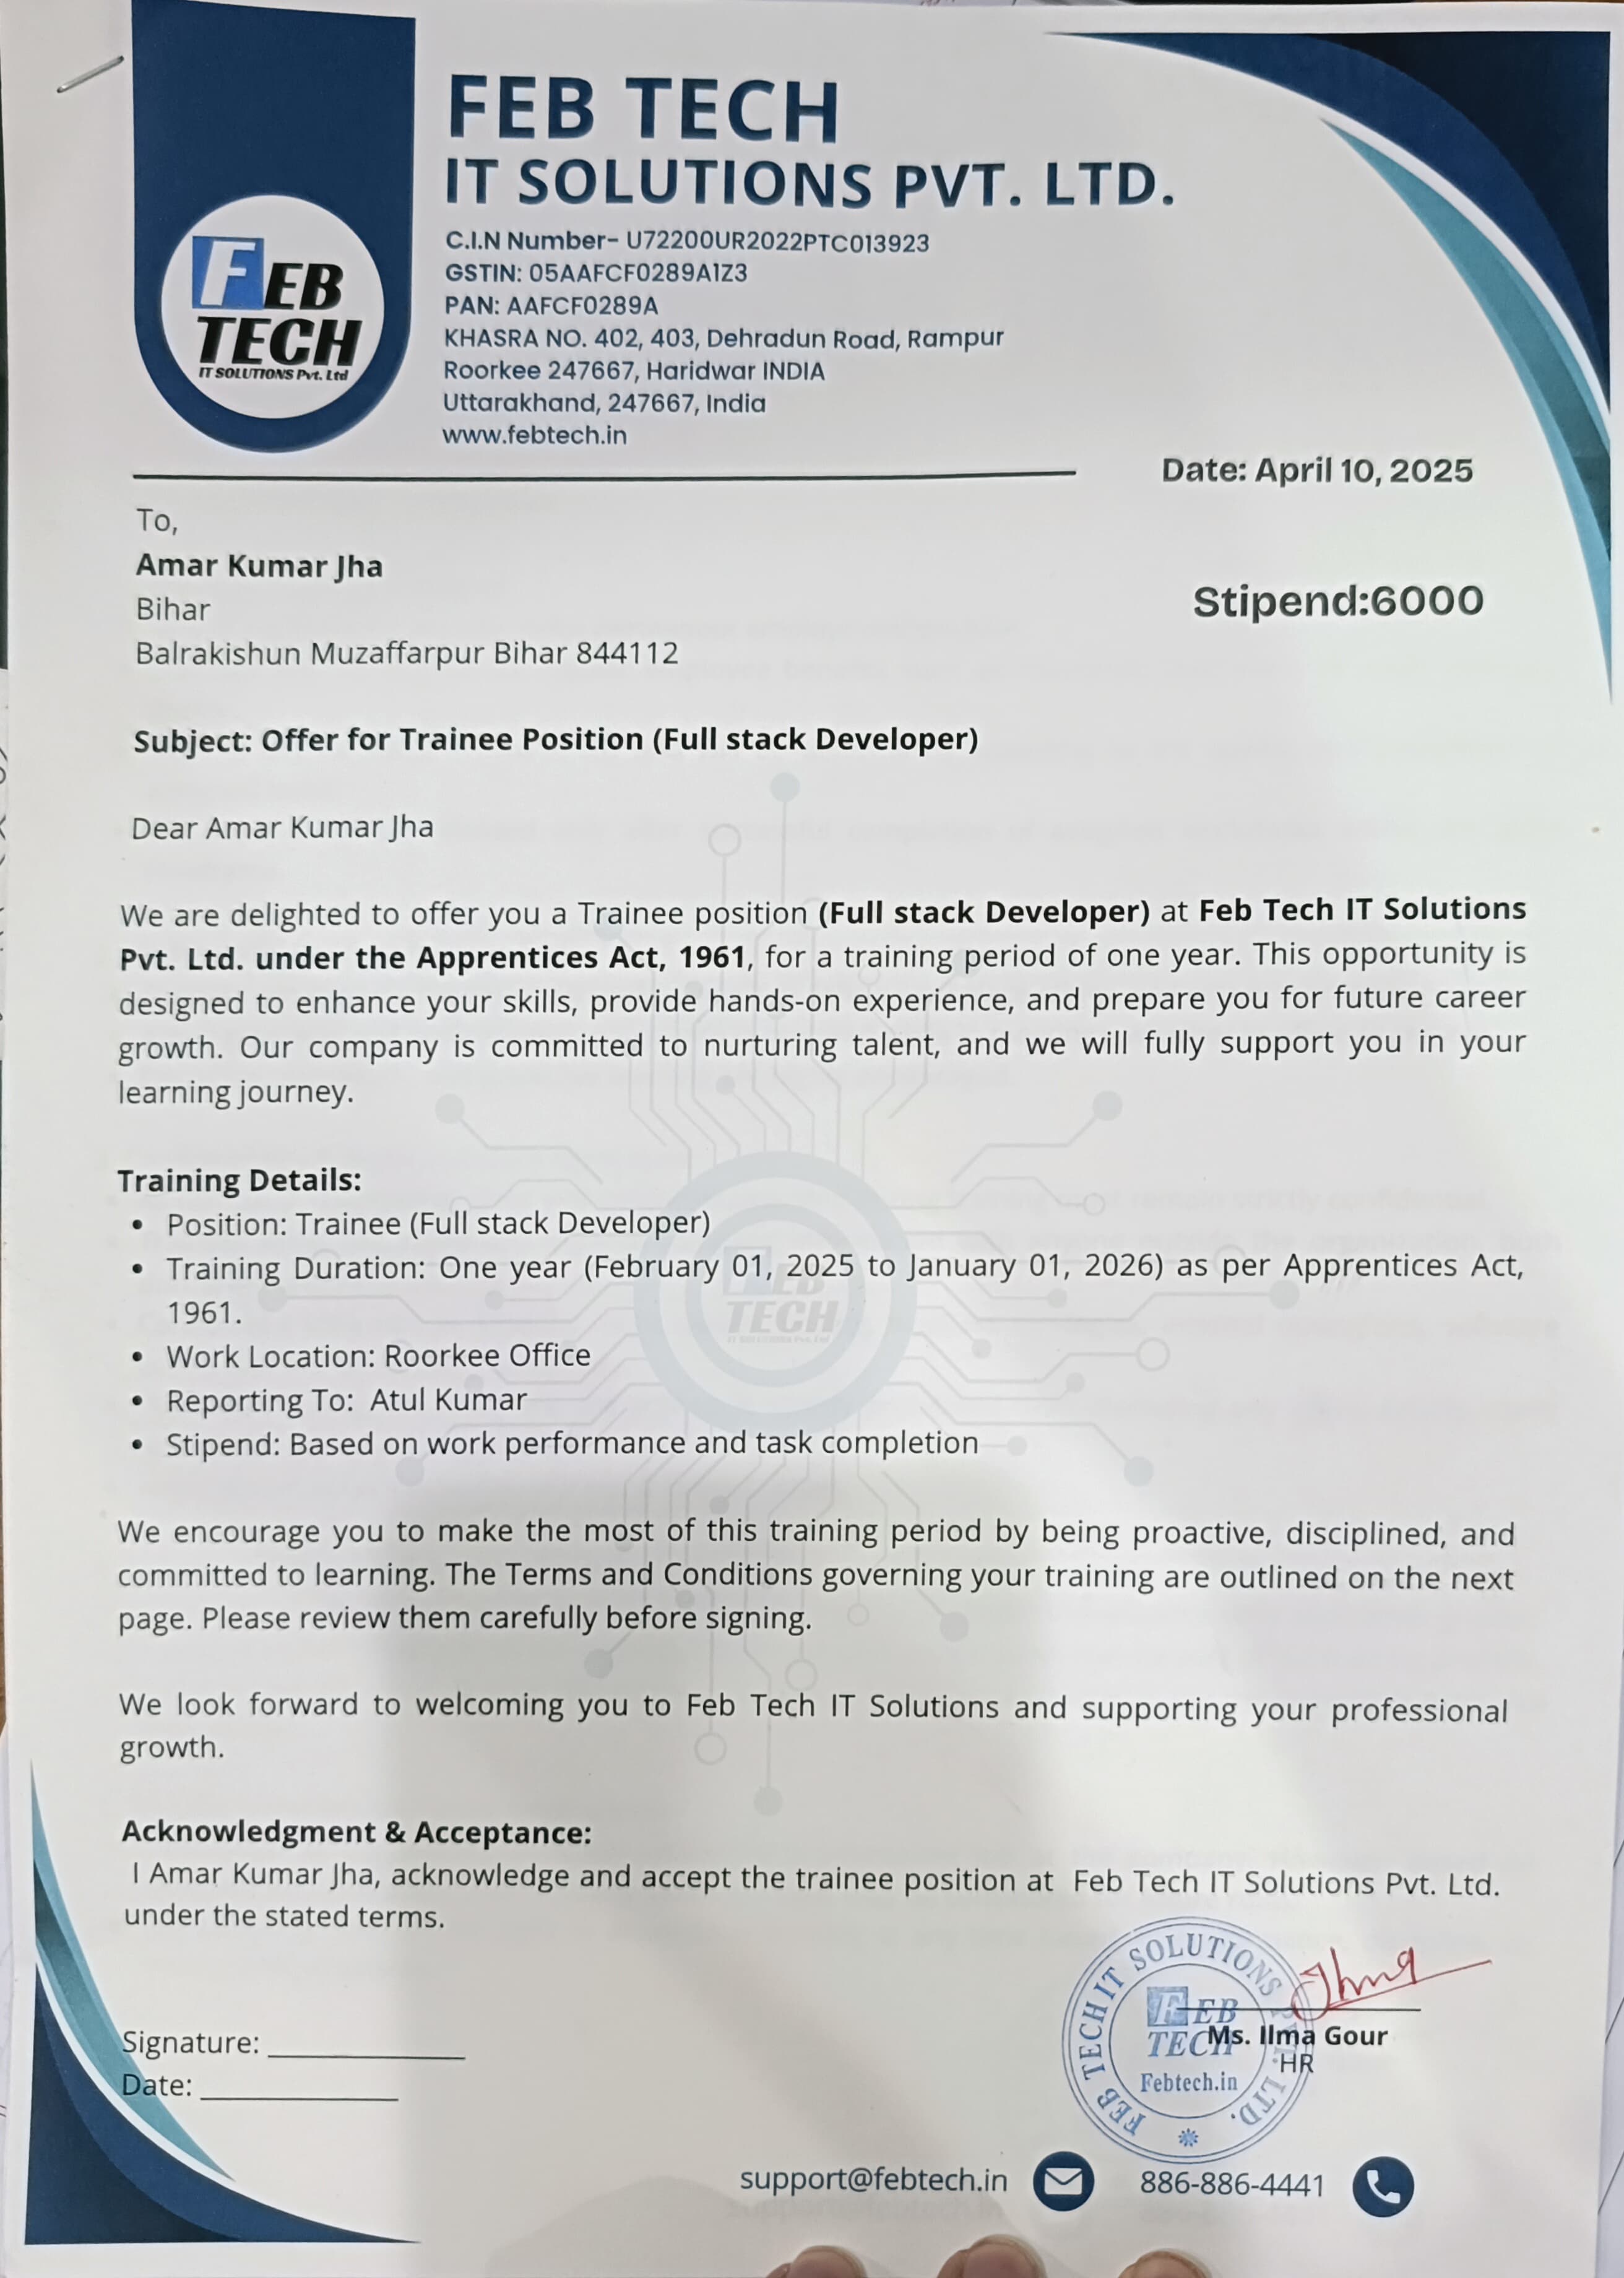 FEB TECH
IT SOLUTIONS PVT. LTD.
FEB
TECH
IT SOLUTIONS Pvt. Ltd
C.I.N Number- U72200UR2022PTC013923
GSTIN: 05AAFCF0289A1Z3
PAN: AAFCF0289A
KHASRA NO. 402, 403, Dehradun Road, Rampur
Roorkee 247667, Haridwar INDIA
Uttarakhand, 247667, India
www.febtech.in
Date: April 10, 2025
To,
Amar Kumar Jha
Bihar
Stipend:6000
Balrakishun Muzaffarpur Bihar 844112
Subject: Offer for Trainee Position (Full stack Developer)
Dear Amar Kumar Jha
We are delighted to offer you a Trainee position (Full stack Developer) at Feb Tech IT Solutions
Pvt. Ltd. under the Apprentices Act, 1961, for a training period of one year. This opportunity is
designed to enhance your skills, provide hands-on experience, and prepare you for future career
growth. Our company is committed to nurturing talent, and we will fully support you in your
learning journey.
Training Details:
• Position: Trainee (Full stack Developer)
• Training Duration: One year (February 01, 2025 to January 01, 2026) as per Apprentices Act,
1961.
• Work Location: Roorkee Office
• Reporting To: Atul Kumar
• Stipend: Based on work performance and task completion
FEB
TECH
We encourage you to make the most of this training period by being proactive, disciplined, and
committed to learning. The Terms and Conditions governing your training are outlined on the next
page. Please review them carefully before signing.
We look forward to welcoming you to Feb Tech IT Solutions and supporting your professional
growth.
Acknowledgment & Acceptance:
I Amar Kumar Jha, acknowledge and accept the trainee position at Feb Tech IT Solutions Pvt. Ltd.
under the stated terms.
FEB TECH IT SOLUTIONS PVT. LTD.
FEB
TECH
Febtech.in
Ilma
Ms. Ilma Gour
HR
Signature:
Date:
support@febtech.in
886-886-4441